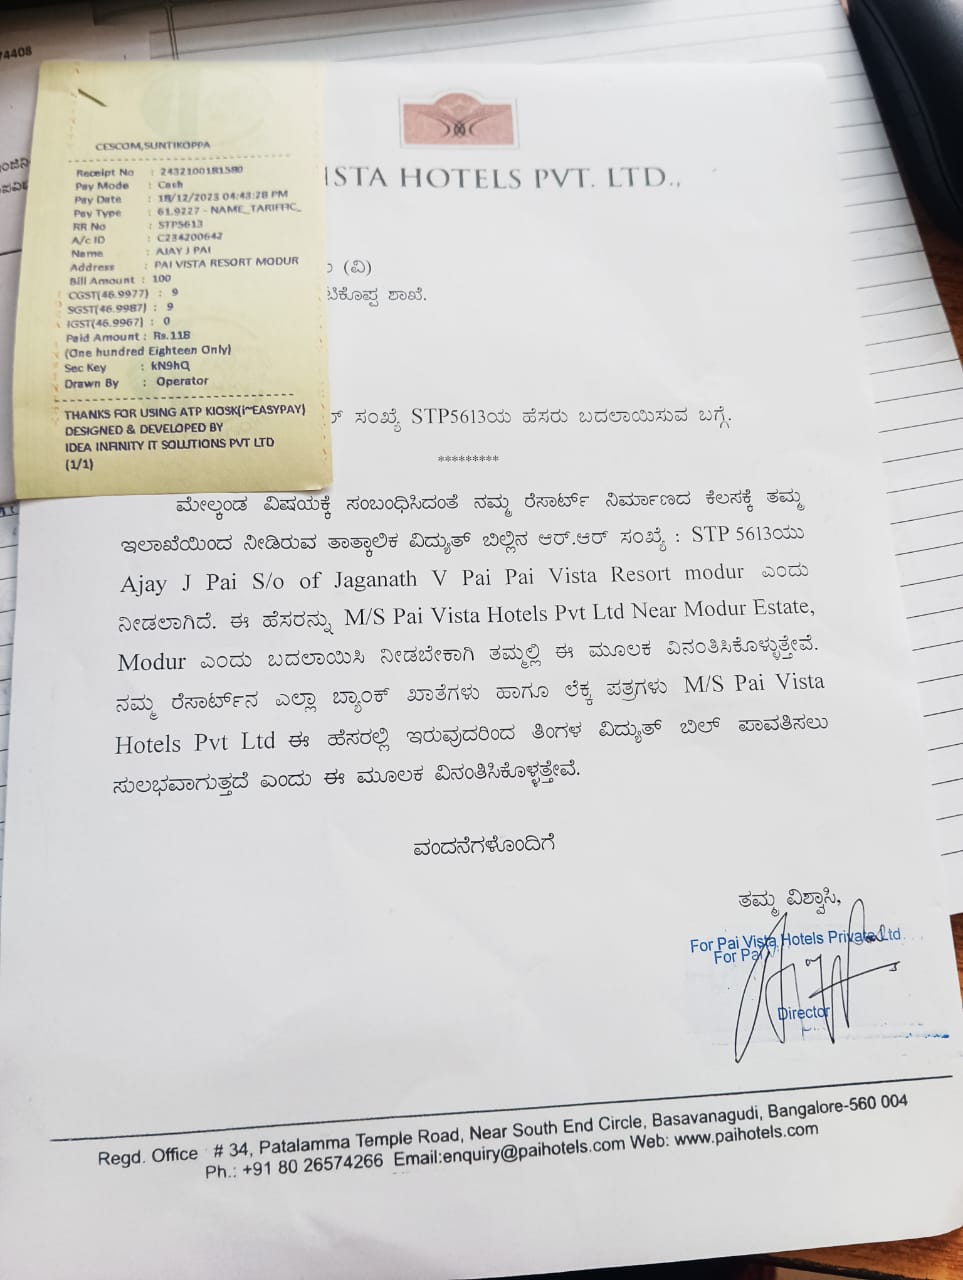 74408
CESCOM,SUNTIKOPPA
Receipt No : 2432100181580
Pay Mode : Cash
Pay Date : 18/12/2023 04:43:28 PM
Pay Type : 61.9227 - NAME_TARIFFIC_
RR No : STP5613
A/c ID : C234200642
Name : AJAY J PAI
Address : PAI VISTA RESORT MODUR
Bill Amount : 100
CGST(46.9977) : 9
SGST(46.9987) : 9
IGST(46.9967) : 0
Paid Amount : Rs.118
(One hundred Eighteen Only)
Sec Key : kN9hQ
Drawn By : Operator
THANKS FOR USING ATP KIOSK(i~EASYPAY)
DESIGNED & DEVELOPED BY
IDEA INFINITY IT SOLUTIONS PVT LTD
(1/1)
ISTA HOTELS PVT. LTD.,
(ವಿ)
ಟಿಕೊಪ್ಪ ಶಾಖೆ.
ಸಂಖ್ಯೆ STP5613ಯ ಹೆಸರು ಬದಲಾಯಿಸುವ ಬಗ್ಗೆ.
*********
ಮೇಲ್ಕಂಡ ವಿಷಯಕ್ಕೆ ಸಂಬಂಧಿಸಿದಂತೆ ನಮ್ಮ ರೆಸಾರ್ಟ್ ನಿರ್ಮಾಣದ ಕೆಲಸಕ್ಕೆ ತಮ್ಮ
ಇಲಾಖೆಯಿಂದ ನೀಡಿರುವ ತಾತ್ಕಾಲಿಕ ವಿದ್ಯುತ್ ಬಿಲ್ಲಿನ ಆರ್.ಆರ್ ಸಂಖ್ಯೆ : STP 5613ಯು
Ajay J Pai S/o of Jaganath V Pai Pai Vista Resort modur ಎಂದು
ನೀಡಲಾಗಿದೆ. ಈ ಹೆಸರನ್ನು M/S Pai Vista Hotels Pvt Ltd Near Modur Estate,
Modur ಎಂದು ಬದಲಾಯಿಸಿ ನೀಡಬೇಕಾಗಿ ತಮ್ಮಲ್ಲಿ ಈ ಮೂಲಕ ವಿನಂತಿಸಿಕೊಳ್ಳುತ್ತೇವೆ.
ನಮ್ಮ ರೆಸಾರ್ಟ್‌ನ ಎಲ್ಲಾ ಬ್ಯಾಂಕ್ ಖಾತೆಗಳು ಹಾಗೂ ಲೆಕ್ಕ ಪತ್ರಗಳು M/S Pai Vista
Hotels Pvt Ltd ಈ ಹೆಸರಲ್ಲಿ ಇರುವುದರಿಂದ ತಿಂಗಳ ವಿದ್ಯುತ್ ಬಿಲ್ ಪಾವತಿಸಲು
ಸುಲಭವಾಗುತ್ತದೆ ಎಂದು ಈ ಮೂಲಕ ವಿನಂತಿಸಿಕೊಳ್ಳತ್ತೇವೆ.
ವಂದನೆಗಳೊಂದಿಗೆ
ತಮ್ಮ ವಿಶ್ವಾಸಿ,
For Pai Vista Hotels Private Ltd
For Pai
Director
Regd. Office # 34, Patalamma Temple Road, Near South End Circle, Basavanagudi, Bangalore-560 004
Ph.: +91 80 26574266 Email:enquiry@paihotels.com Web: www.paihotels.com